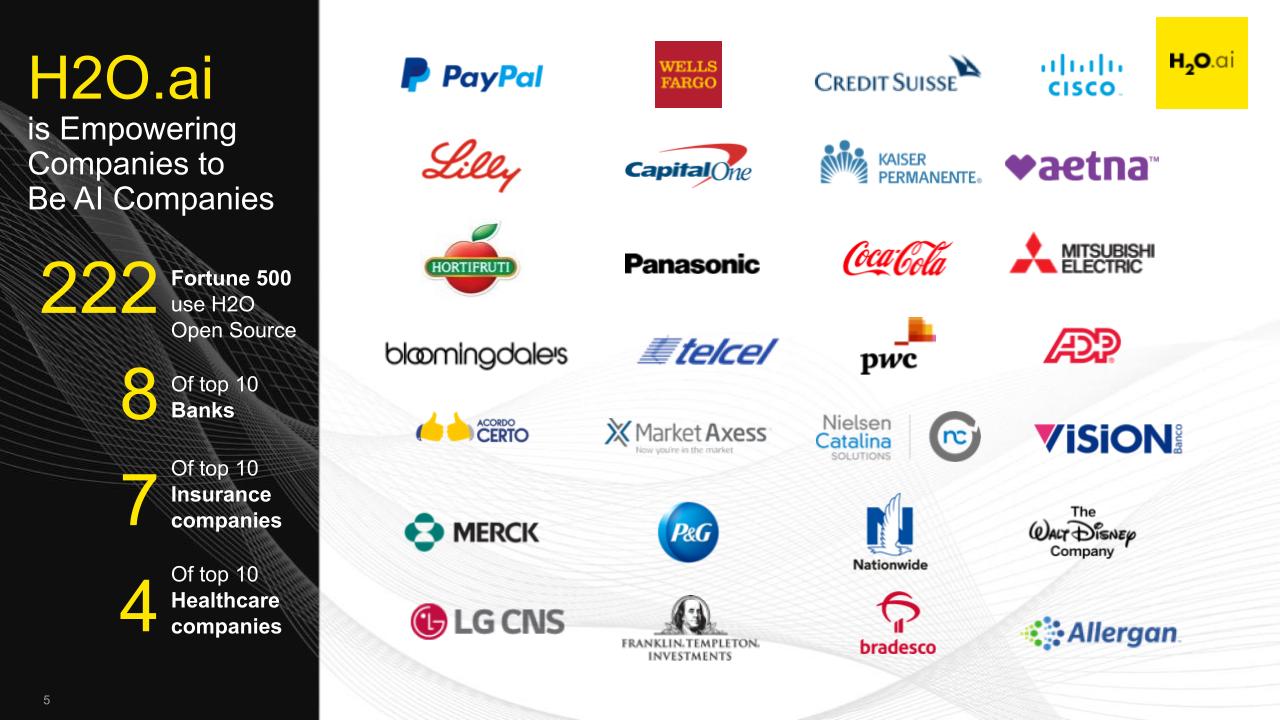 H2O.ai
is Empowering
Companies to
Be AI Companies
222
Fortune 500
use H2O
Open Source
8
Of top 10
Banks
7
Of top 10
Insurance
companies
4
Of top 10
Healthcare
companies
5
PayPal
WELLS
FARGO
CREDIT SUISSE
CISCO
H2O.ai
Lilly
CapitalOne
KAISER
PERMANENTE®
aetna™
HORTIFRUTI
Panasonic
Coca-Cola
MITSUBISHI
ELECTRIC
bloomingdale's
telcel
pwc
ADP
ACORDO
CERTO
MarketAxess
Now you're in the market
Nielsen
Catalina
SOLUTIONS
nc
ViSiON
Banco
MERCK
P&G
Nationwide
The
WALT DISNEY
Company
LG CNS
FRANKLIN TEMPLETON
INVESTMENTS
bradesco
Allergan